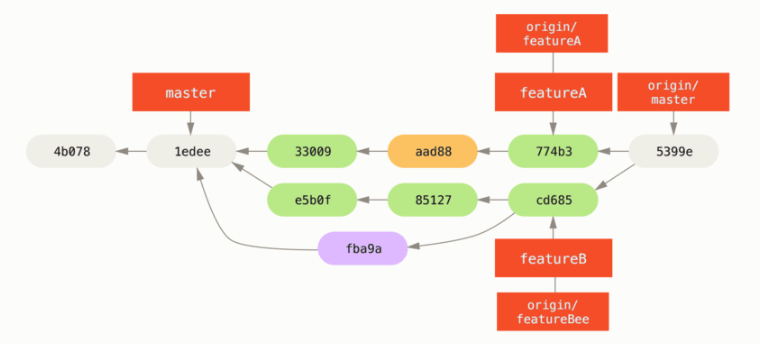 origin/
featureA
master
featureA
origin/
master
4b078
1edee
33009
aad88
774b3
5399e
e5b0f
85127
cd685
fba9a
featureB
origin/
featureBee